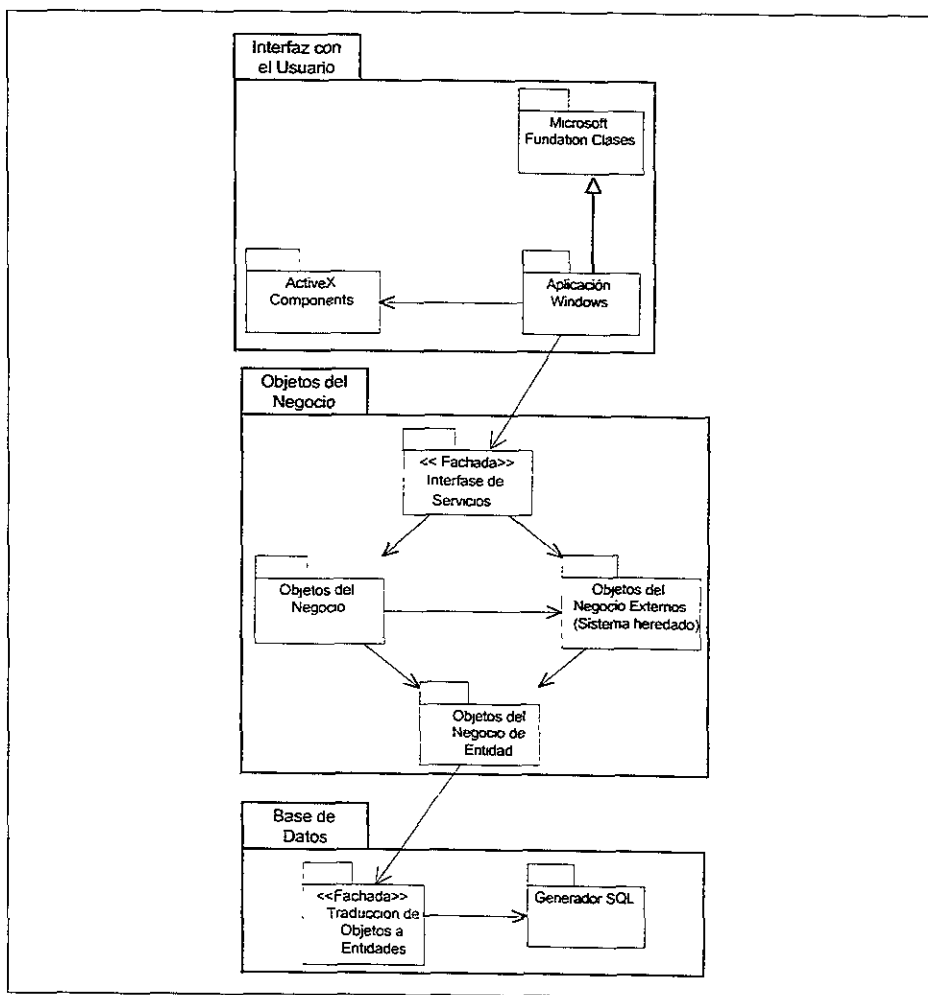 Interfaz con
el Usuario
Microsoft
Fundation Clases
ActiveX
Components
Aplicación
Windows
Objetos del
Negocio
<< Fachada>>
Interfase de
Servicios
Objetos del
Negocio
Objetos del
Negocio Externos
(Sistema heredado)
Objetos del
Negocio de
Entidad
Base de
Datos
<<Fachada>>
Traduccion de
Objetos a
Entidades
Generador SQL